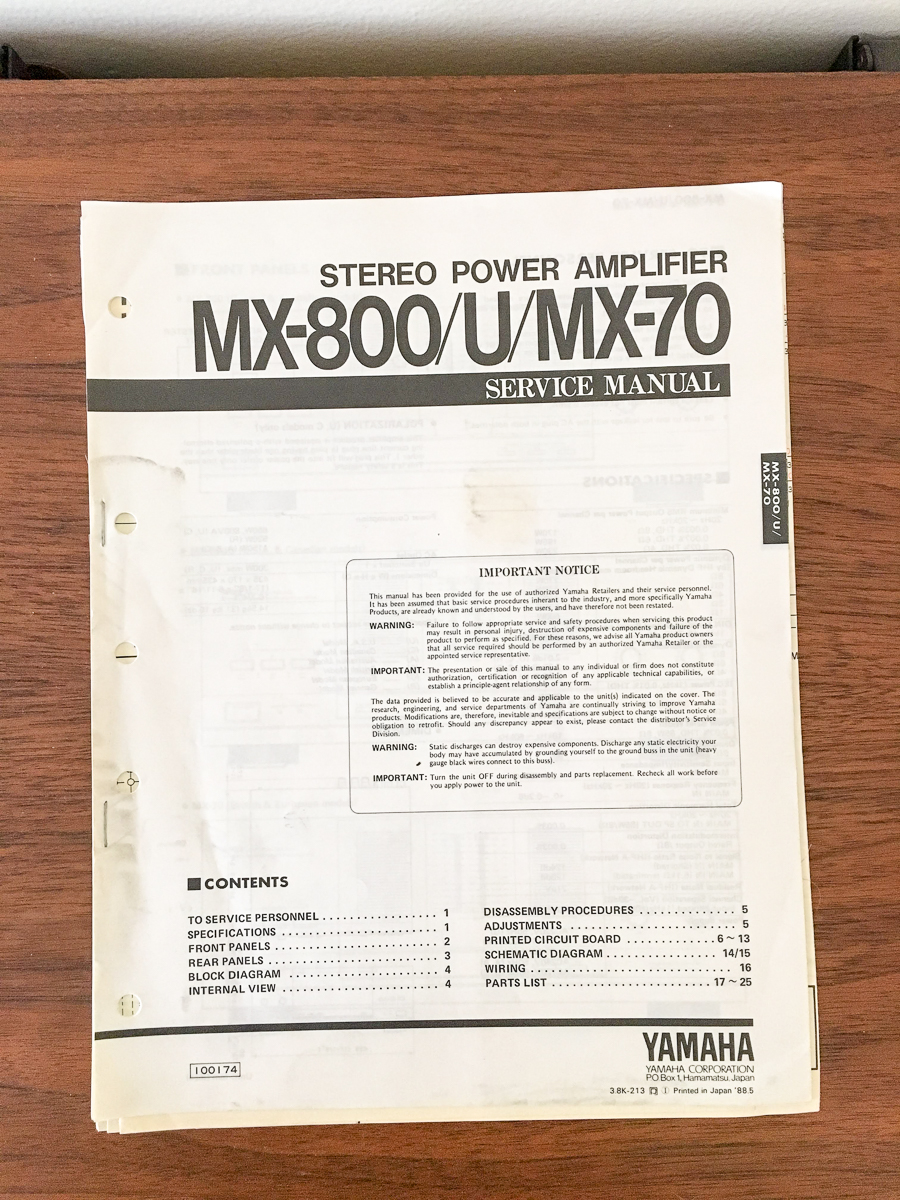 STEREO POWER AMPLIFIER
MX-800/U/MX-70
SERVICE MANUAL
MX-800/U/
MX-70
IMPORTANT NOTICE
This manual has been provided for the use of authorized Yamaha Retailers and their service personnel.
It has been assumed that basic service procedures inherant to the industry, and more specifically Yamaha
Products, are already known and understood by the users, and have therefore not been restated.
WARNING: Failure to follow appropriate service and safety procedures when servicing this product
may result in personal injury, destruction of expensive components and failure of the
product to perform as specified. For these reasons, we advise all Yamaha product owners
that all service required should be performed by an authorized Yamaha Retailer or the
appointed service representative.
IMPORTANT: The presentation or sale of this manual to any individual or firm does not constitute
authorization, certification or recognition of any applicable technical capabilities, or
establish a principle-agent relationship of any form.
The data provided is believed to be accurate and applicable to the unit(s) indicated on the cover. The
research, engineering, and service departments of Yamaha are continually striving to improve Yamaha
products. Modifications are, therefore, inevitable and specifications are subject to change without notice or
obligation to retrofit. Should any discrepancy appear to exist, please contact the distributor's Service
Division.
WARNING: Static discharges can destroy expensive components. Discharge any static electricity your
body may have accumulated by grounding yourself to the ground buss in the unit (heavy
gauge black wires connect to this buss).
IMPORTANT: Turn the unit OFF during disassembly and parts replacement. Recheck all work before
you apply power to the unit.
■CONTENTS
TO SERVICE PERSONNEL ................ 1
SPECIFICATIONS ..................... 1
FRONT PANELS ...................... 2
REAR PANELS ....................... 3
BLOCK DIAGRAM ..................... 4
INTERNAL VIEW ..................... 4
DISASSEMBLY PROCEDURES ............ 5
ADJUSTMENTS ....................... 5
PRINTED CIRCUIT BOARD ............ 6~13
SCHEMATIC DIAGRAM .............. 14/15
WIRING ............................ 16
PARTS LIST ..................... 17~25
YAMAHA
YAMAHA CORPORATION
PO Box 1, Hamamatsu, Japan
100174
3.8K-213 Printed in Japan '88.5